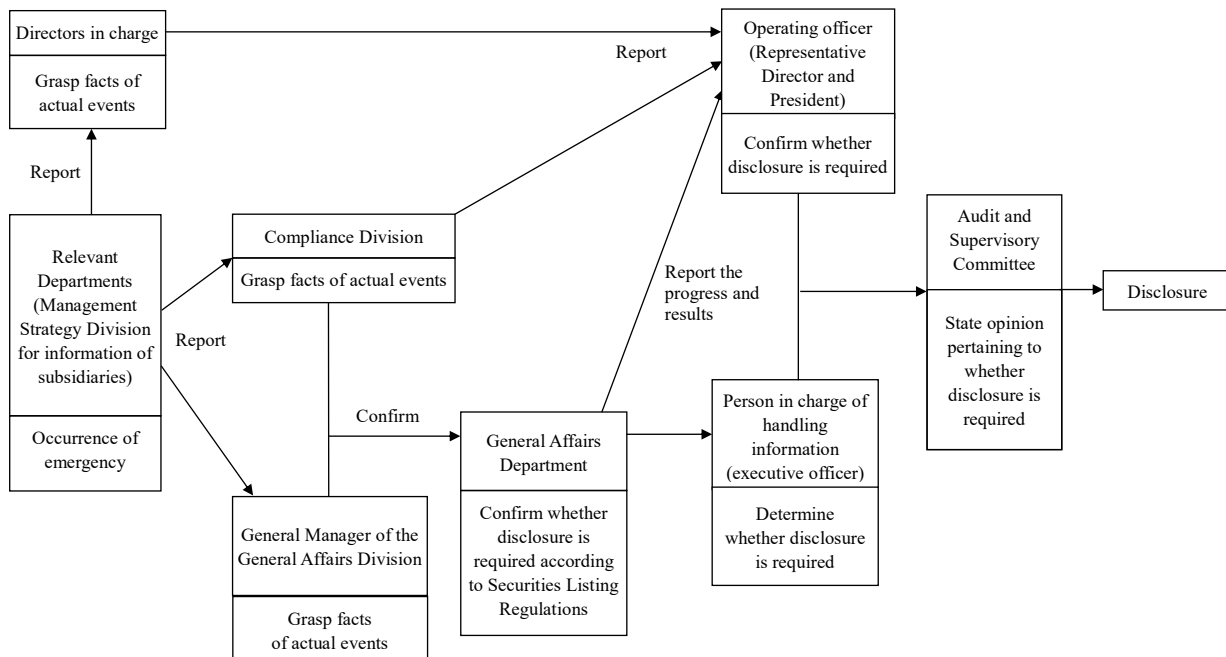 Directors in charge
Grasp facts of
actual events
Report
Relevant
Departments
(Management
Strategy Division
for information of
subsidiaries)
Occurrence of
emergency
Report
Compliance Division
Grasp facts of actual events
General Manager of the
General Affairs Division
Grasp facts
of actual events
Confirm
General Affairs
Department
Confirm whether
disclosure is
required according
to Securities Listing
Regulations
Report
Report the
progress and
results
Operating officer
(Representative
Director and
President)
Confirm whether
disclosure is required
Person in charge of
handling
information
(executive officer)
Determine
whether disclosure
is required
Audit and
Supervisory
Committee
State opinion
pertaining to
whether
disclosure is
required
Disclosure